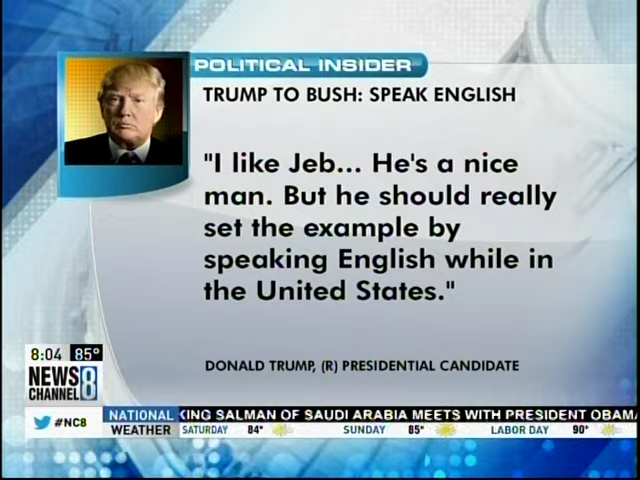 POLITICAL INSIDER
TRUMP TO BUSH: SPEAK ENGLISH
"I like Jeb... He's a nice
man. But he should really
set the example by
speaking English while in
the United States."
DONALD TRUMP, (R) PRESIDENTIAL CANDIDATE
8:04 85°
NEWS
CHANNEL 8
#NC8
NATIONAL KING SALMAN OF SAUDI ARABIA MEETS WITH PRESIDENT OBAMA
WEATHER SATURDAY 84° SUNDAY 85° LABOR DAY 90°